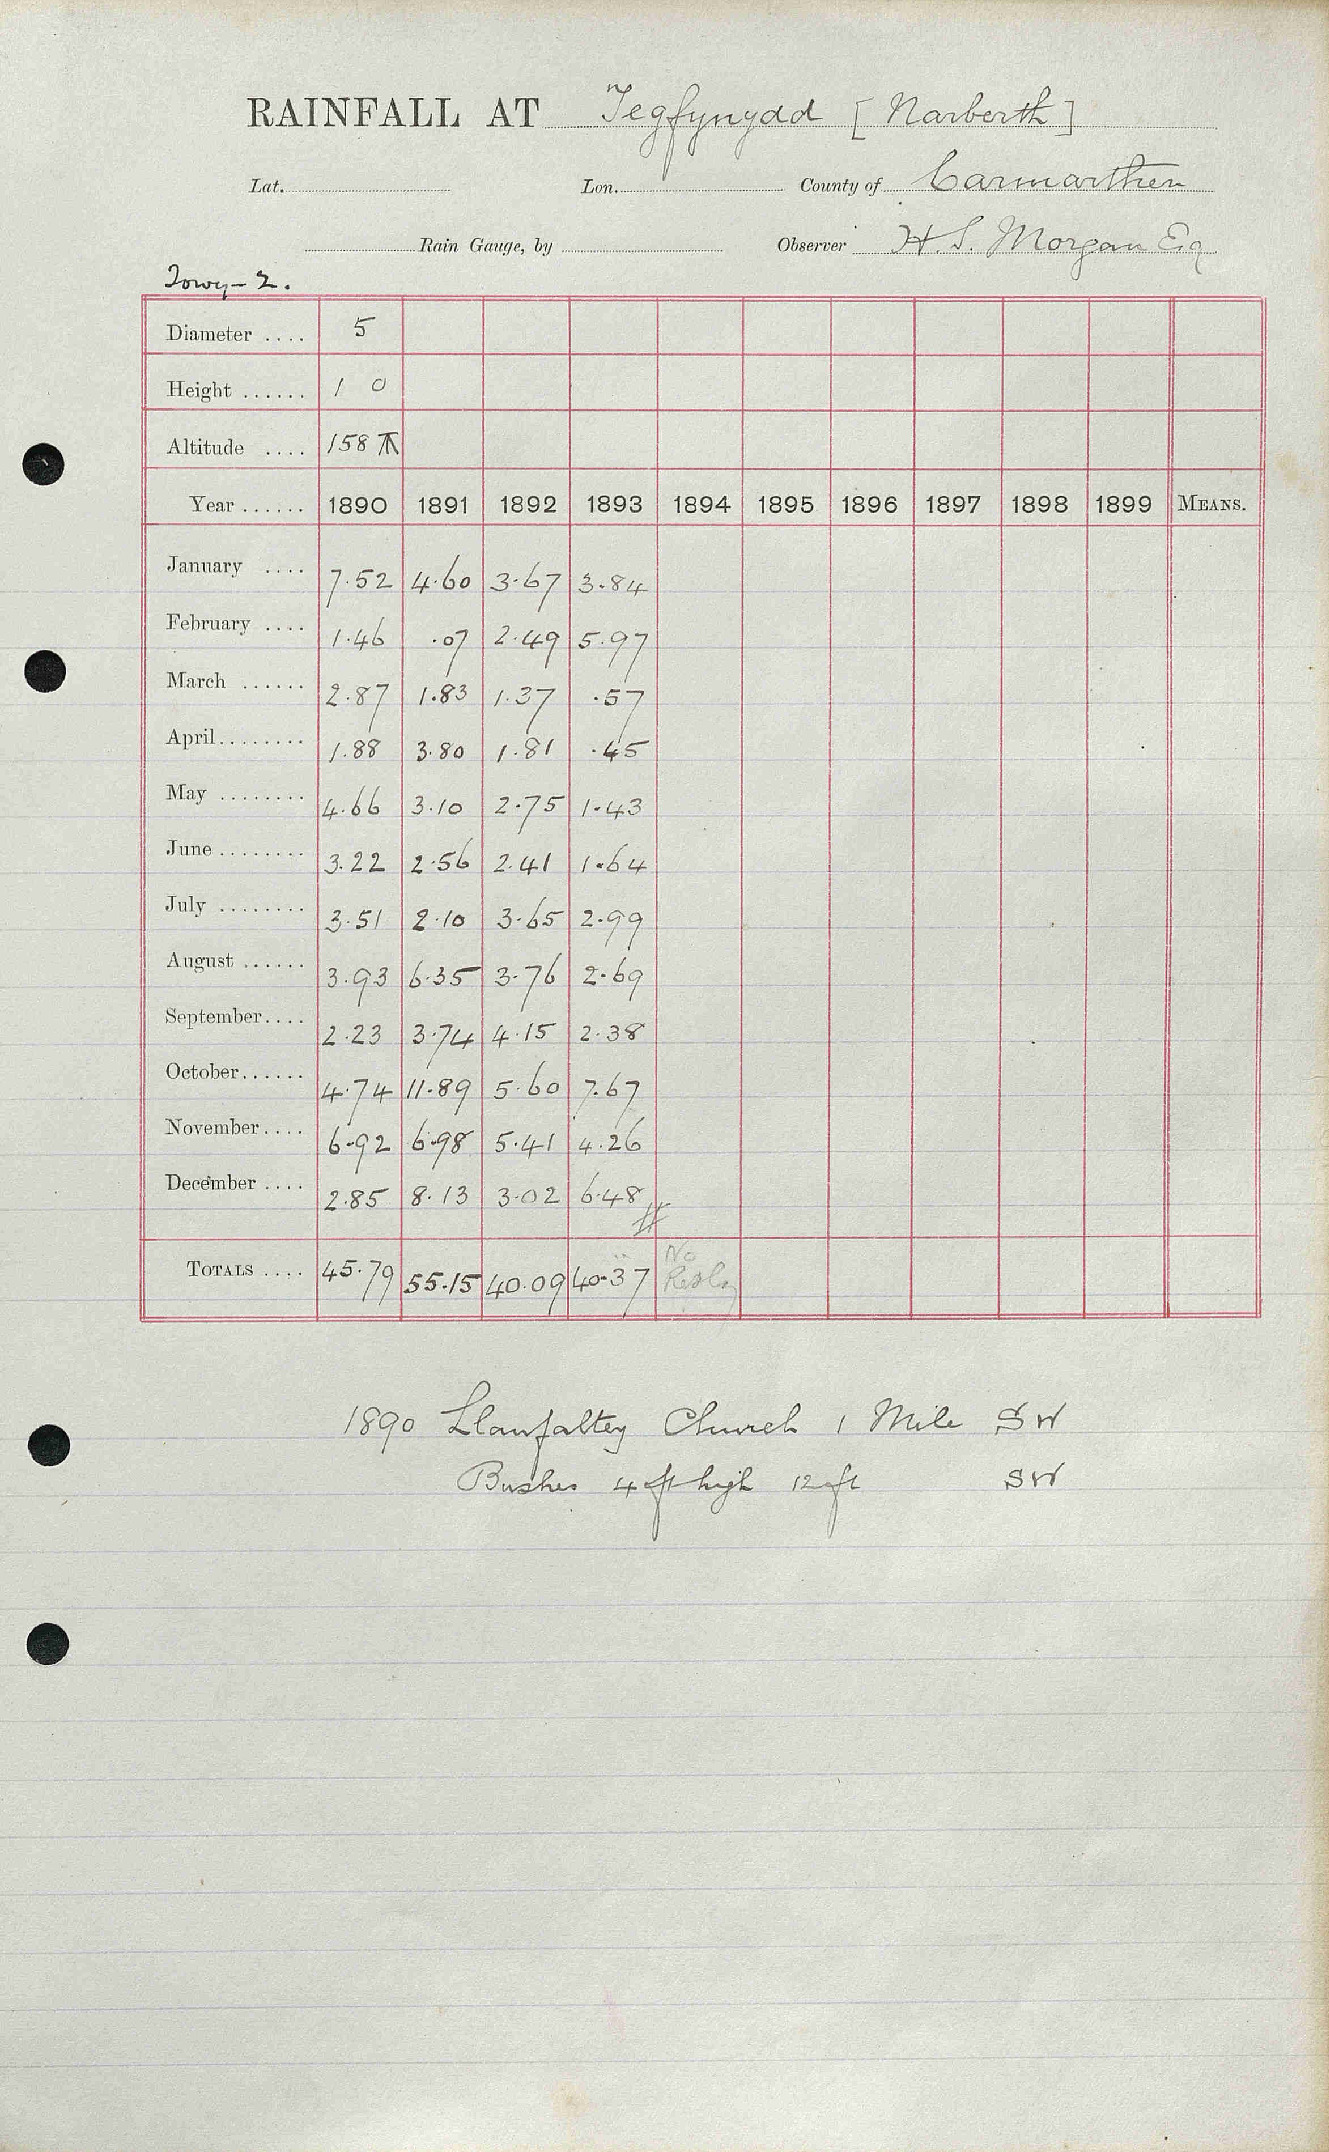 RAINFALL AT Tegfynydd [Narberth]
Lat. Lon. County of Carmarthen
Rain Gauge, by Observer H. S. Morgan Esq
Towy-2.
Diameter .... 5
Height ...... 1 0
Altitude .... 158
Year ...... 1890 1891 1892 1893 1894 1895 1896 1897 1898 1899 MEANS.
January .... 7.52 4.60 3.67 3.84
February .... 1.46 .07 2.49 5.97
March ...... 2.87 1.83 1.37 .57
April ........ 1.88 3.80 1.81 .45
May ........ 4.66 3.10 2.75 1.43
June ........ 3.22 2.56 2.41 1.64
July ........ 3.51 2.10 3.65 2.99
August ...... 3.93 6.35 3.76 2.69
September .... 2.23 3.74 4.15 2.38
October ...... 4.74 11.89 5.60 7.67
November .... 6.92 6.98 5.41 4.26
December .... 2.85 8.13 3.02 6.48
TOTALS .... 45.79 55.15 40.09 40.37 No
1890 Llanfaltey Church 1 Mile SW
Bushes 4 ft high 12 ft SW